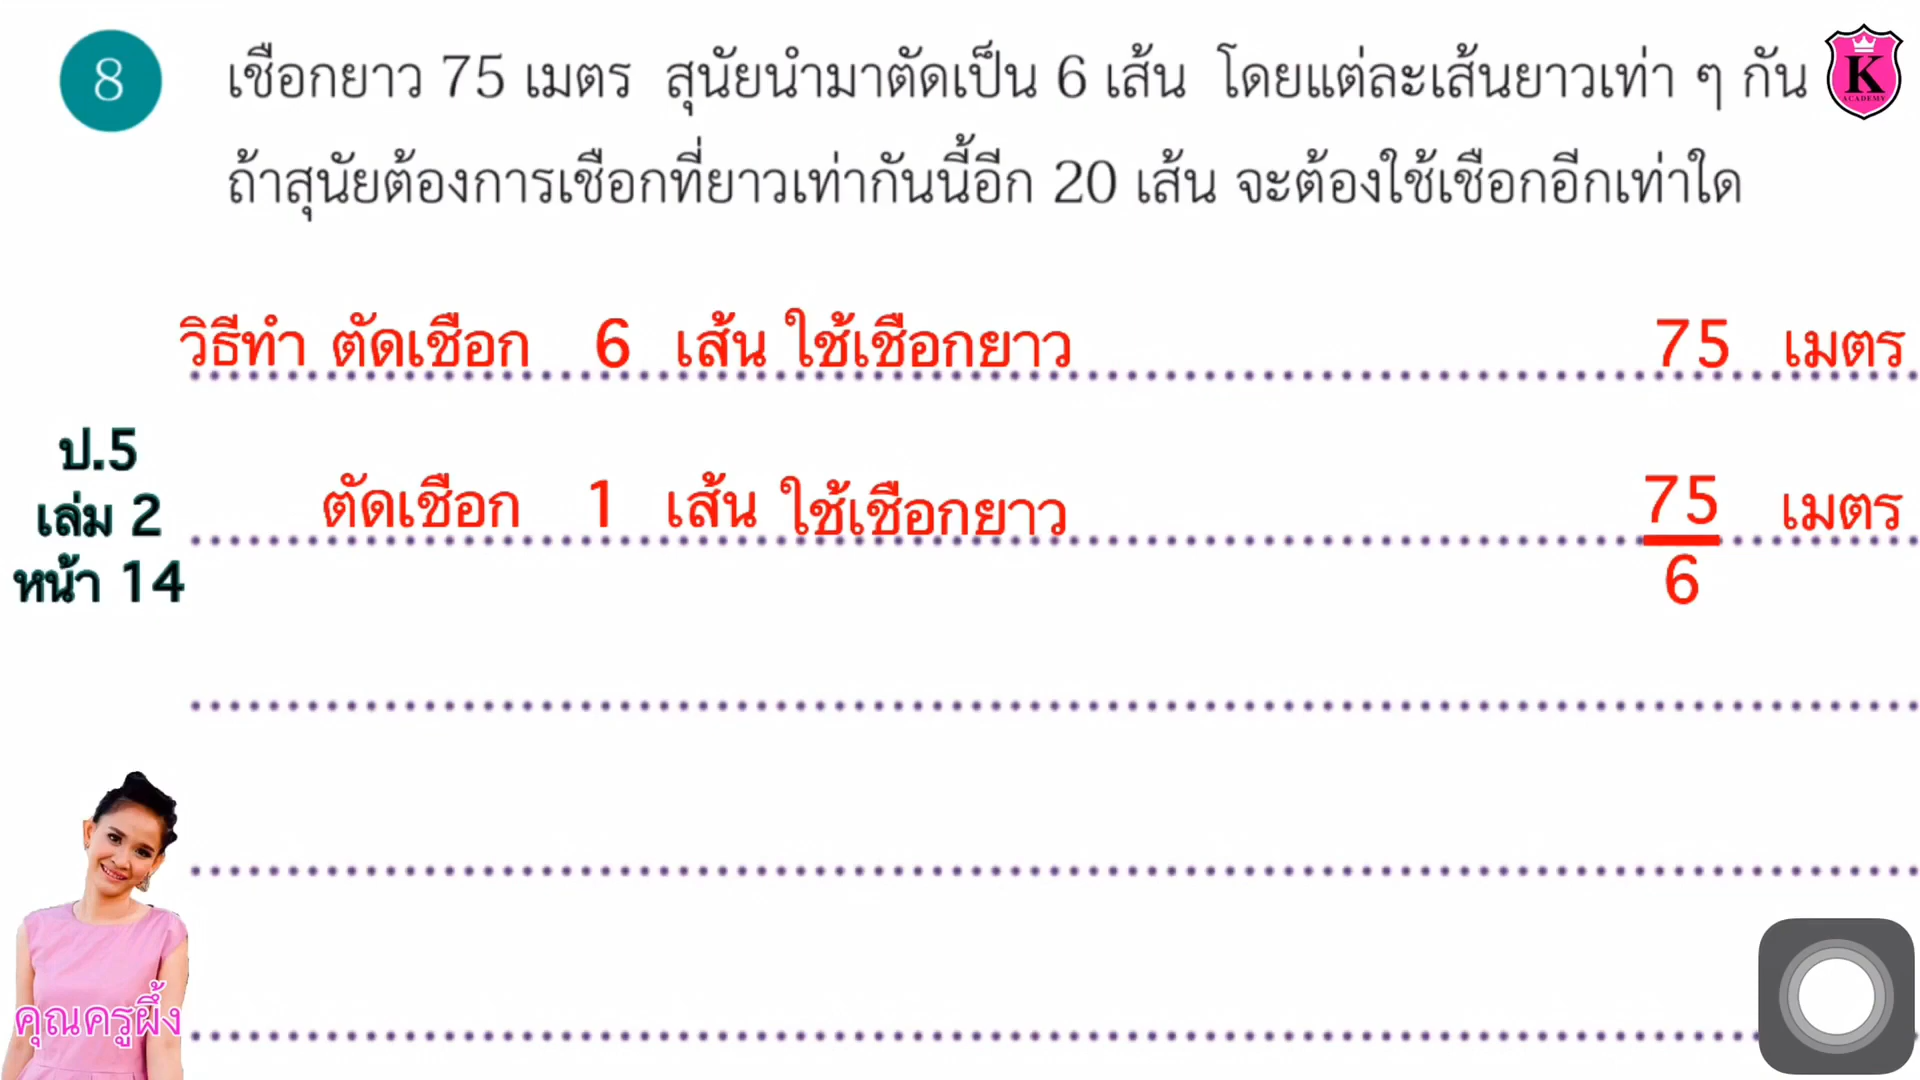 8 เชือกยาว 75 เมตร สุนัยนำมาตัดเป็น 6 เส้น โดยแต่ละเส้นยาวเท่า ๆ กัน
K
ACADEMY
ถ้าสุนัยต้องการเชือกที่ยาวเท่ากันนี้อีก 20 เส้น จะต้องใช้เชือกอีกเท่าใด
วิธีทำ ตัดเชือก 6 เส้น ใช้เชือกยาว 75 เมตร
ตัดเชือก 1 เส้น ใช้เชือกยาว 75/6 เมตร
ป.5
เล่ม 2
หน้า 14
คุณครูผึ้ง